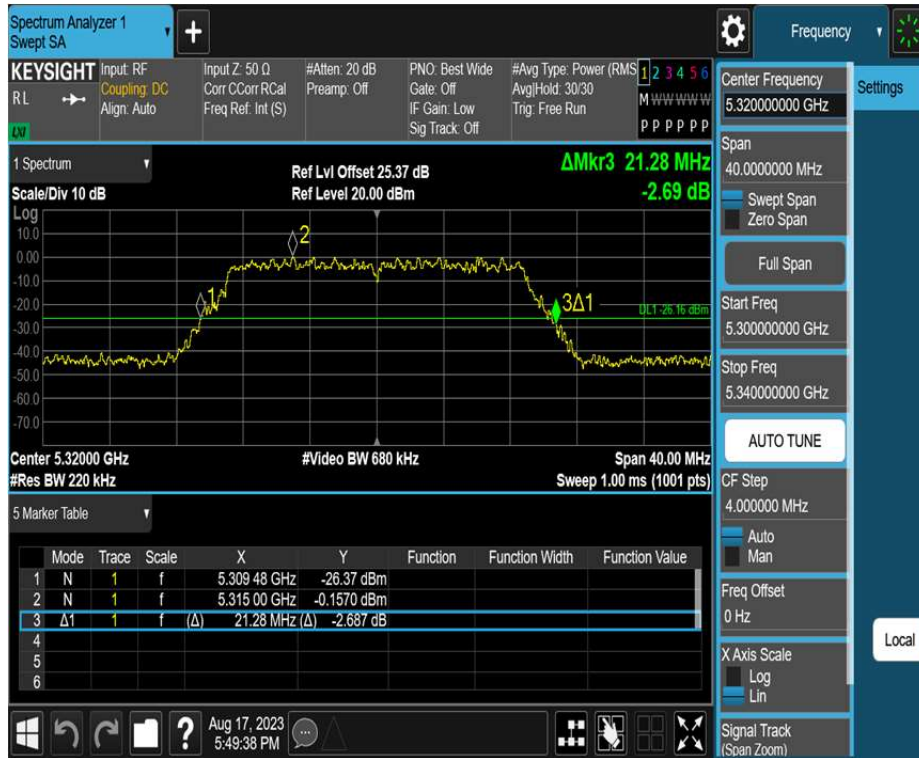 Spectrum Analyzer 1
Swept SA
+
Frequency
KEYSIGHT
RL
LXI
Input: RF
Coupling: DC
Align: Auto
Input Z: 50 Ω
Corr CCorr RCal
Freq Ref: Int (S)
#Atten: 20 dB
Preamp: Off
PNO: Best Wide
Gate: Off
IF Gain: Low
Sig Track: Off
#Avg Type: Power (RMS
Avg|Hold: 30/30
Trig: Free Run
1 2 3 4 5 6
M W W W W W
P P P P P P
1 Spectrum
Scale/Div 10 dB
Ref Lvl Offset 25.37 dB
Ref Level 20.00 dBm
ΔMkr3 21.28 MHz
-2.69 dB
Log
10.0
0.00
-10.0
-20.0
-30.0
-40.0
-50.0
-60.0
-70.0
2
1
3Δ1
DL1 -26.16 dBm
Center 5.32000 GHz
#Res BW 220 kHz
#Video BW 680 kHz
Span 40.00 MHz
Sweep 1.00 ms (1001 pts)
5 Marker Table
Mode Trace Scale X Y Function Function Width Function Value
1 N 1 f 5.309 48 GHz -26.37 dBm
2 N 1 f 5.315 00 GHz -0.1570 dBm
3 Δ1 1 f (Δ) 21.28 MHz (Δ) -2.687 dB
4
5
6
?
Aug 17, 2023
5:49:38 PM
Center Frequency
5.32000000 GHz
Settings
Span
40.0000000 MHz
Swept Span
Zero Span
Full Span
Start Freq
5.300000000 GHz
Stop Freq
5.340000000 GHz
AUTO TUNE
CF Step
4.000000 MHz
Auto
Man
Freq Offset
0 Hz
Local
X Axis Scale
Log
Lin
Signal Track
(Span Zoom)